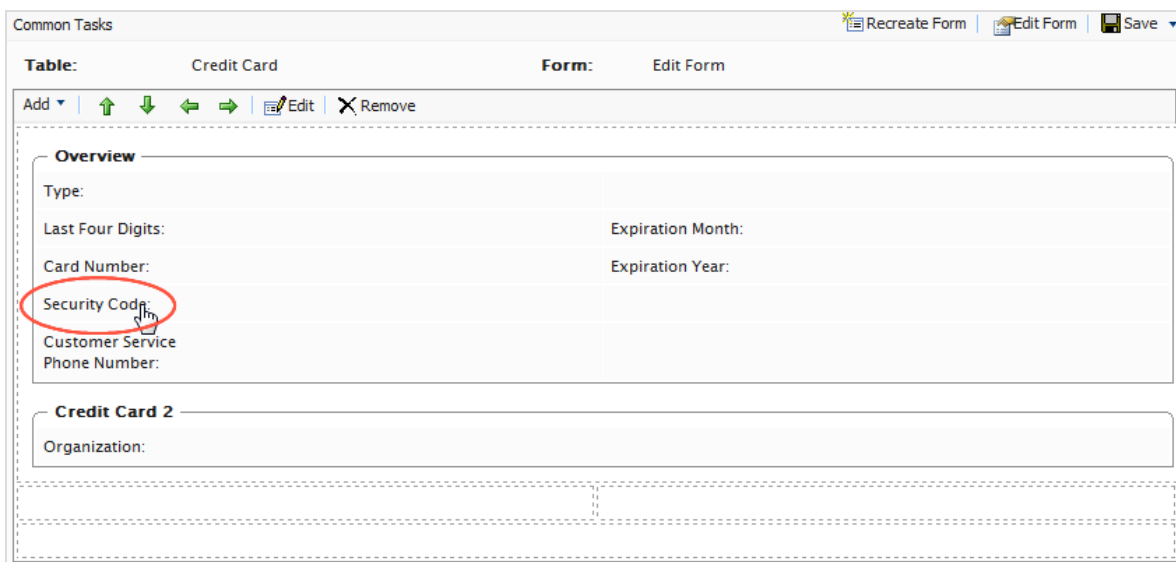 Common Tasks Recreate Form Edit Form Save
Table: Credit Card Form: Edit Form
Add Edit Remove
Overview
Type:
Last Four Digits: Expiration Month:
Card Number: Expiration Year:
Security Code:
Customer Service
Phone Number:
Credit Card 2
Organization: